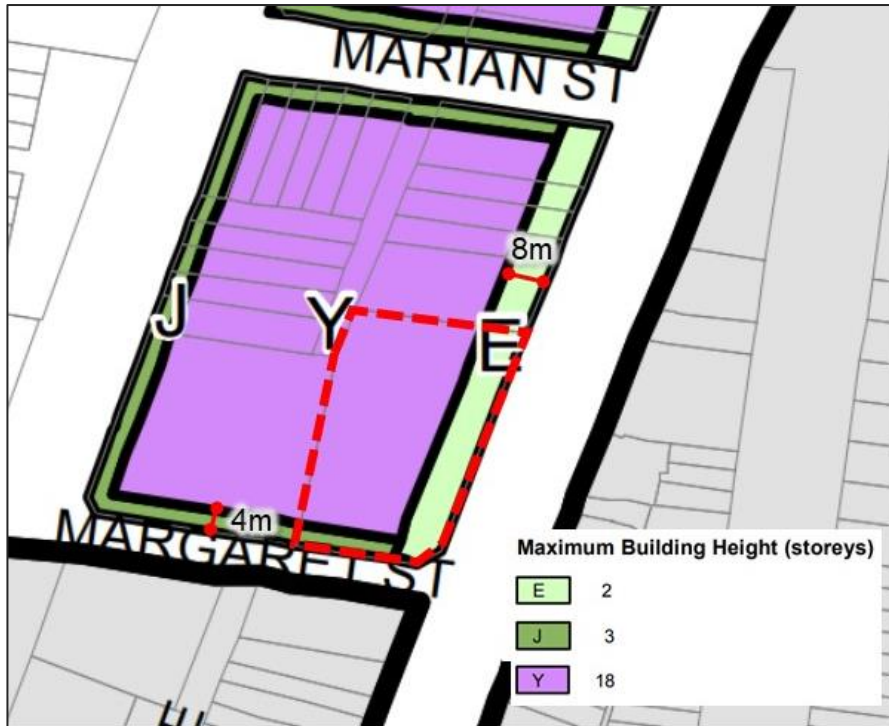 MARIAN ST
8m
J
Y
E
4m
MARGARET ST
Maximum Building Height (storeys)
E 2
J 3
Y 18